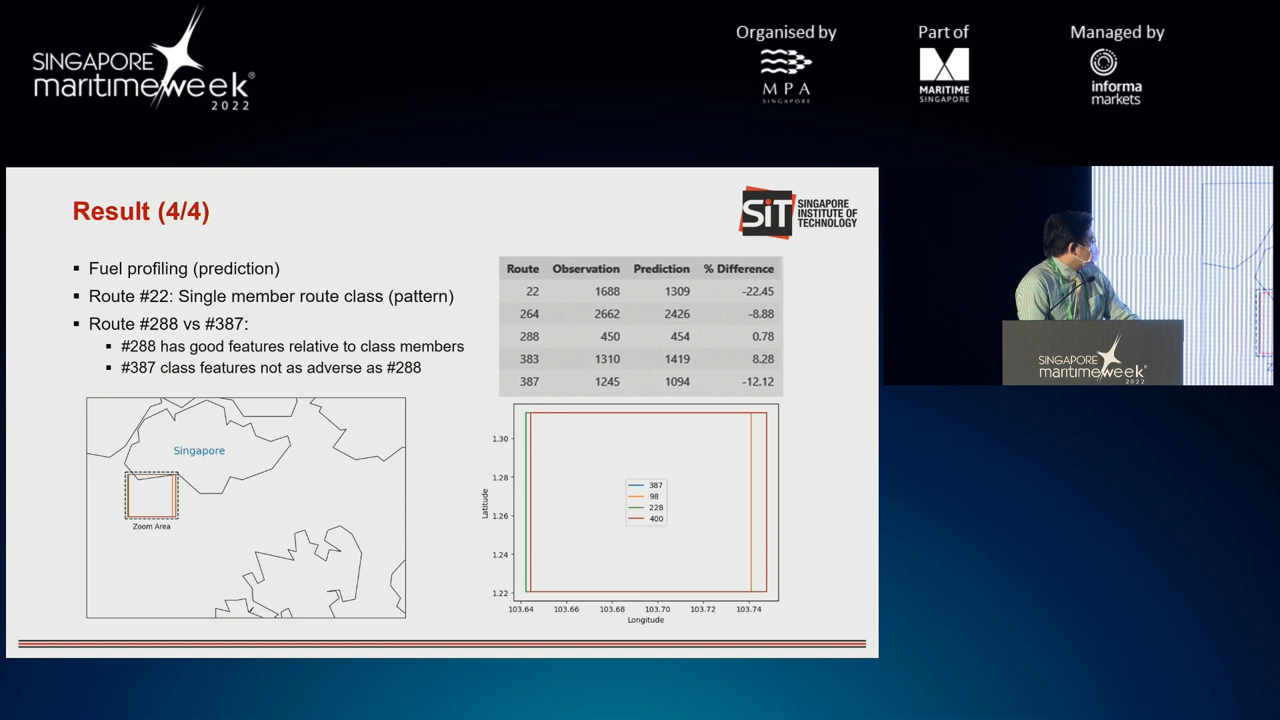 SINGAPORE
maritimeweek®
2022
Organised by
MPA
SINGAPORE
Part of
MARITIME
SINGAPORE
Managed by
informa
markets
Result (4/4)
SiT SINGAPORE
INSTITUTE OF
TECHNOLOGY
▪ Fuel profiling (prediction)
▪ Route #22: Single member route class (pattern)
▪ Route #288 vs #387:
▪ #288 has good features relative to class members
▪ #387 class features not as adverse as #288
Route Observation Prediction % Difference
22 1688 1309 -22.45
264 2662 2426 -8.88
288 450 454 0.78
383 1310 1419 8.28
387 1245 1094 -12.12
Singapore
Zoom Area
Latitude
1.30
1.28
1.26
1.24
1.22
387
98
228
400
103.64 103.66 103.68 103.70 103.72 103.74
Longitude
SINGAPORE
maritimeweek
2022